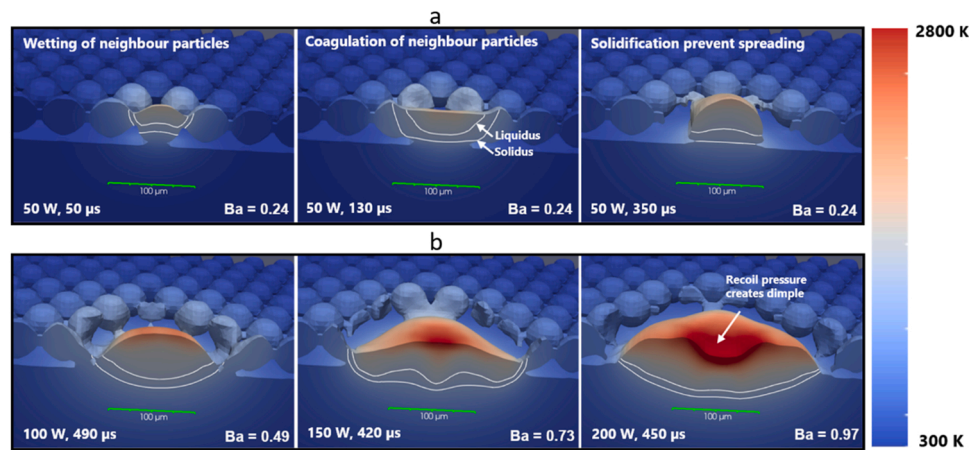 a
2800 K
Wetting of neighbour particles
Coagulation of neighbour particles
Solidification prevent spreading
Liquidus
Solidus
100 µm
100 µm
100 µm
50 W, 50 µs
Ba = 0.24
50 W, 130 µs
Ba = 0.24
50 W, 350 µs
Ba = 0.24
b
Recoil pressure
creates dimple
100 µm
100 µm
100 µm
100 W, 490 µs
Ba = 0.49
150 W, 420 µs
Ba = 0.73
200 W, 450 µs
Ba = 0.97
300 K